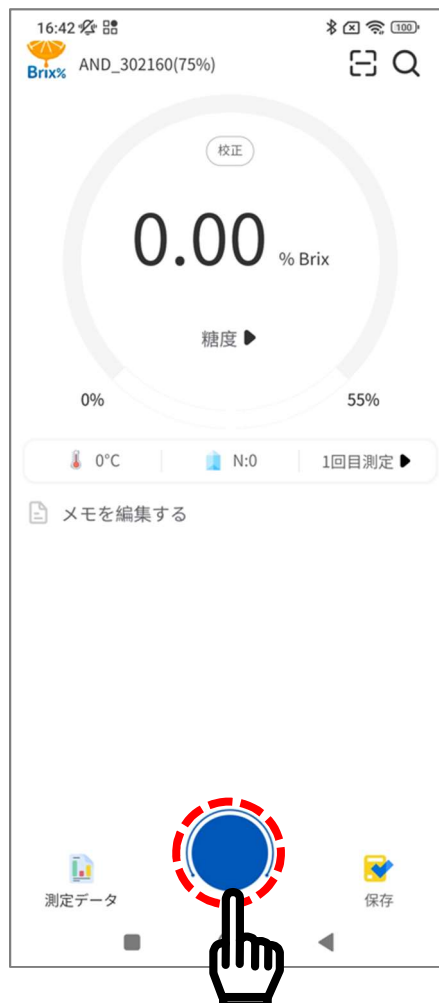 16:42
100
Brix%
AND_302160(75%)
校正
0.00 % Brix
糖度
0%
55%
0°C
N:0
1回目測定
メモを編集する
測定データ
保存